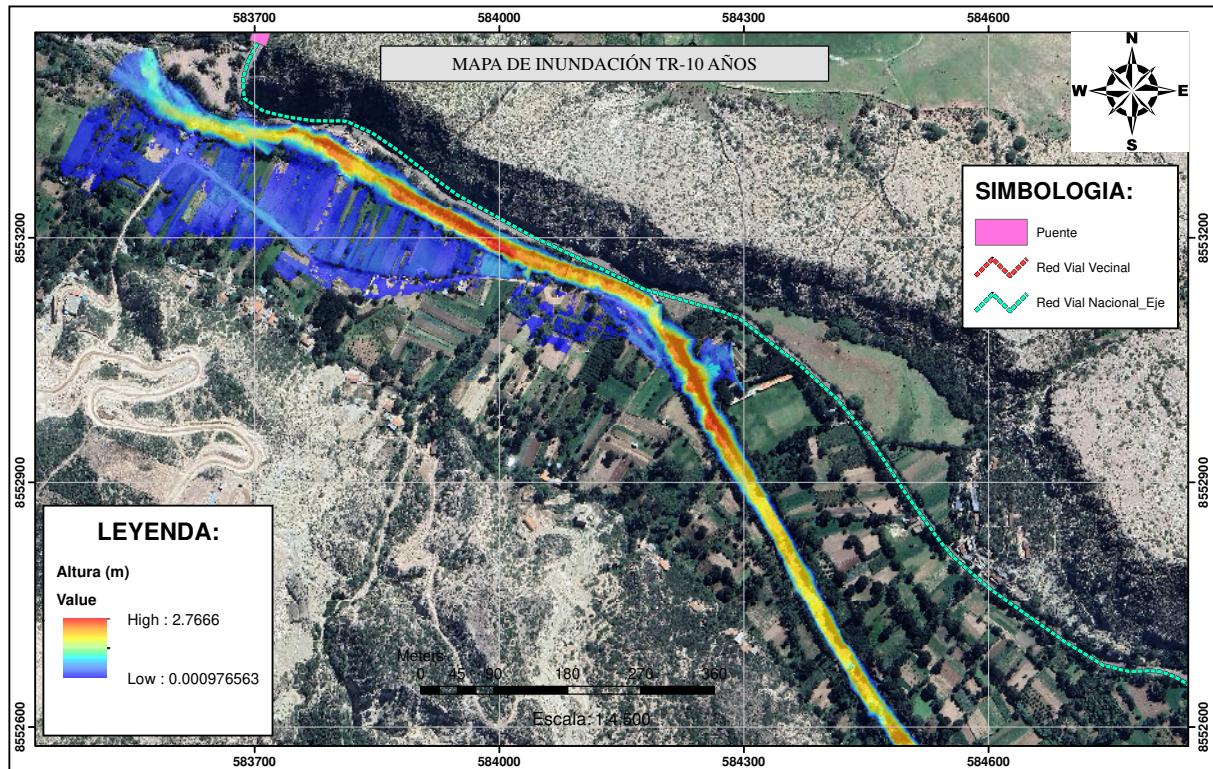 583700 584000 584300 584600
MAPA DE INUNDACIÓN TR-10 AÑOS
N
W E
S
SIMBOLOGIA:
Puente
Red Vial Vecinal
Red Vial Nacional_Eje
8553200 8553200
8552900 8552900
LEYENDA:
Altura (m)
Value
High : 2.7666
Low : 0.000976563
Meters
90 180 270 360
Escala: 1:4.500
8552600 8552600
583700 584000 584300 584600